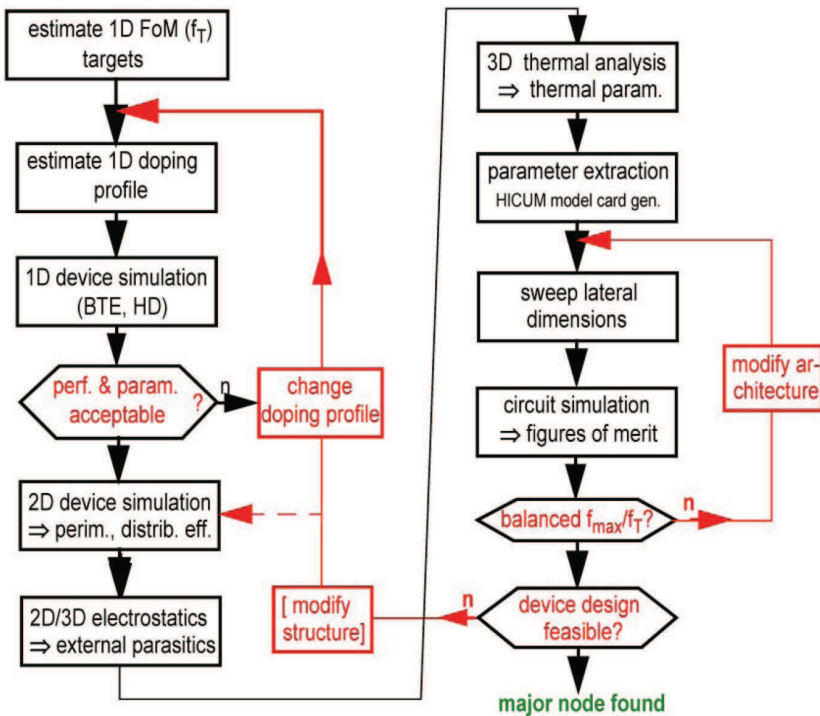 estimate 1D FoM (fT)
targets
estimate 1D doping
profile
1D device simulation
(BTE, HD)
perf. & param.
acceptable ?
n
change
doping profile
2D device simulation
⇒ perim., distrib. eff.
[ modify
structure]
2D/3D electrostatics
⇒ external parasitics
3D thermal analysis
⇒ thermal param.
parameter extraction
HICUM model card gen.
sweep lateral
dimensions
modify ar-
chitecture
circuit simulation
⇒ figures of merit
balanced fmax/fT?
n
device design
feasible?
n
major node found